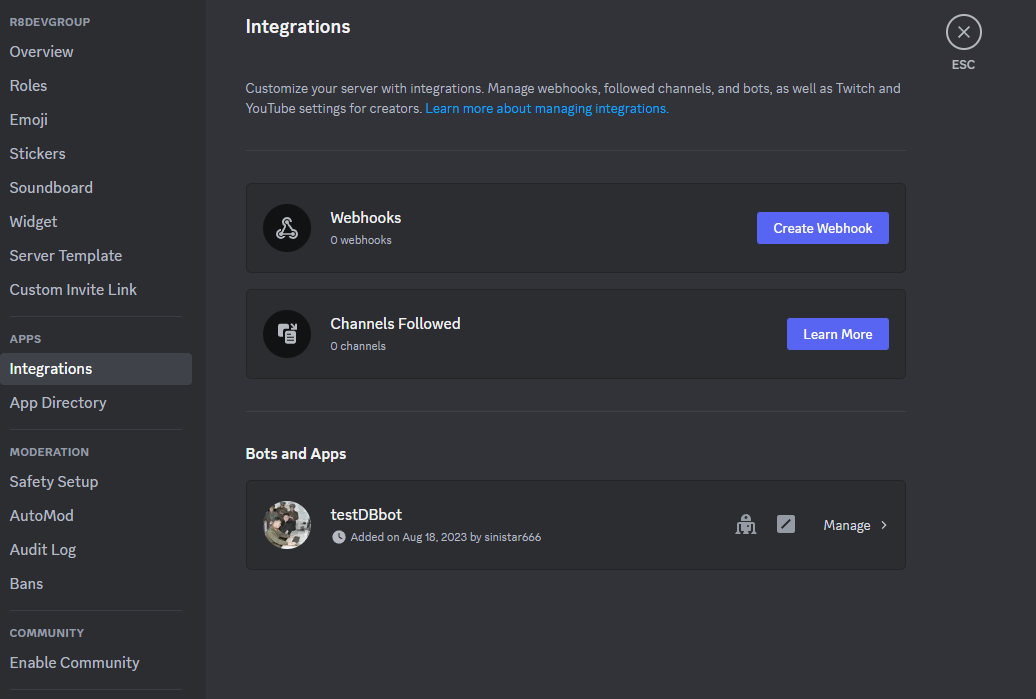 R8DEVGROUP
Overview
Roles
Emoji
Stickers
Soundboard
Widget
Server Template
Custom Invite Link
APPS
Integrations
App Directory
MODERATION
Safety Setup
AutoMod
Audit Log
Bans
COMMUNITY
Enable Community
Integrations
ESC
Customize your server with integrations. Manage webhooks, followed channels, and bots, as well as Twitch and
YouTube settings for creators. Learn more about managing integrations.
Webhooks
0 webhooks
Create Webhook
Channels Followed
0 channels
Learn More
Bots and Apps
testDBbot
Added on Aug 18, 2023 by sinistar666
Manage